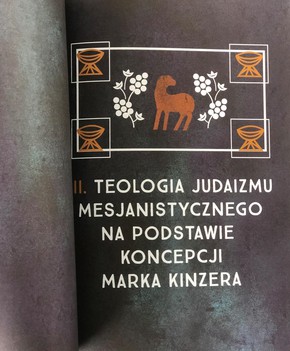 II. TEOLOGIA JUDAIZMU
MESJANISTYCZNEGO
NA PODSTAWIE
KONCEPCJI
MARKA KINZERA